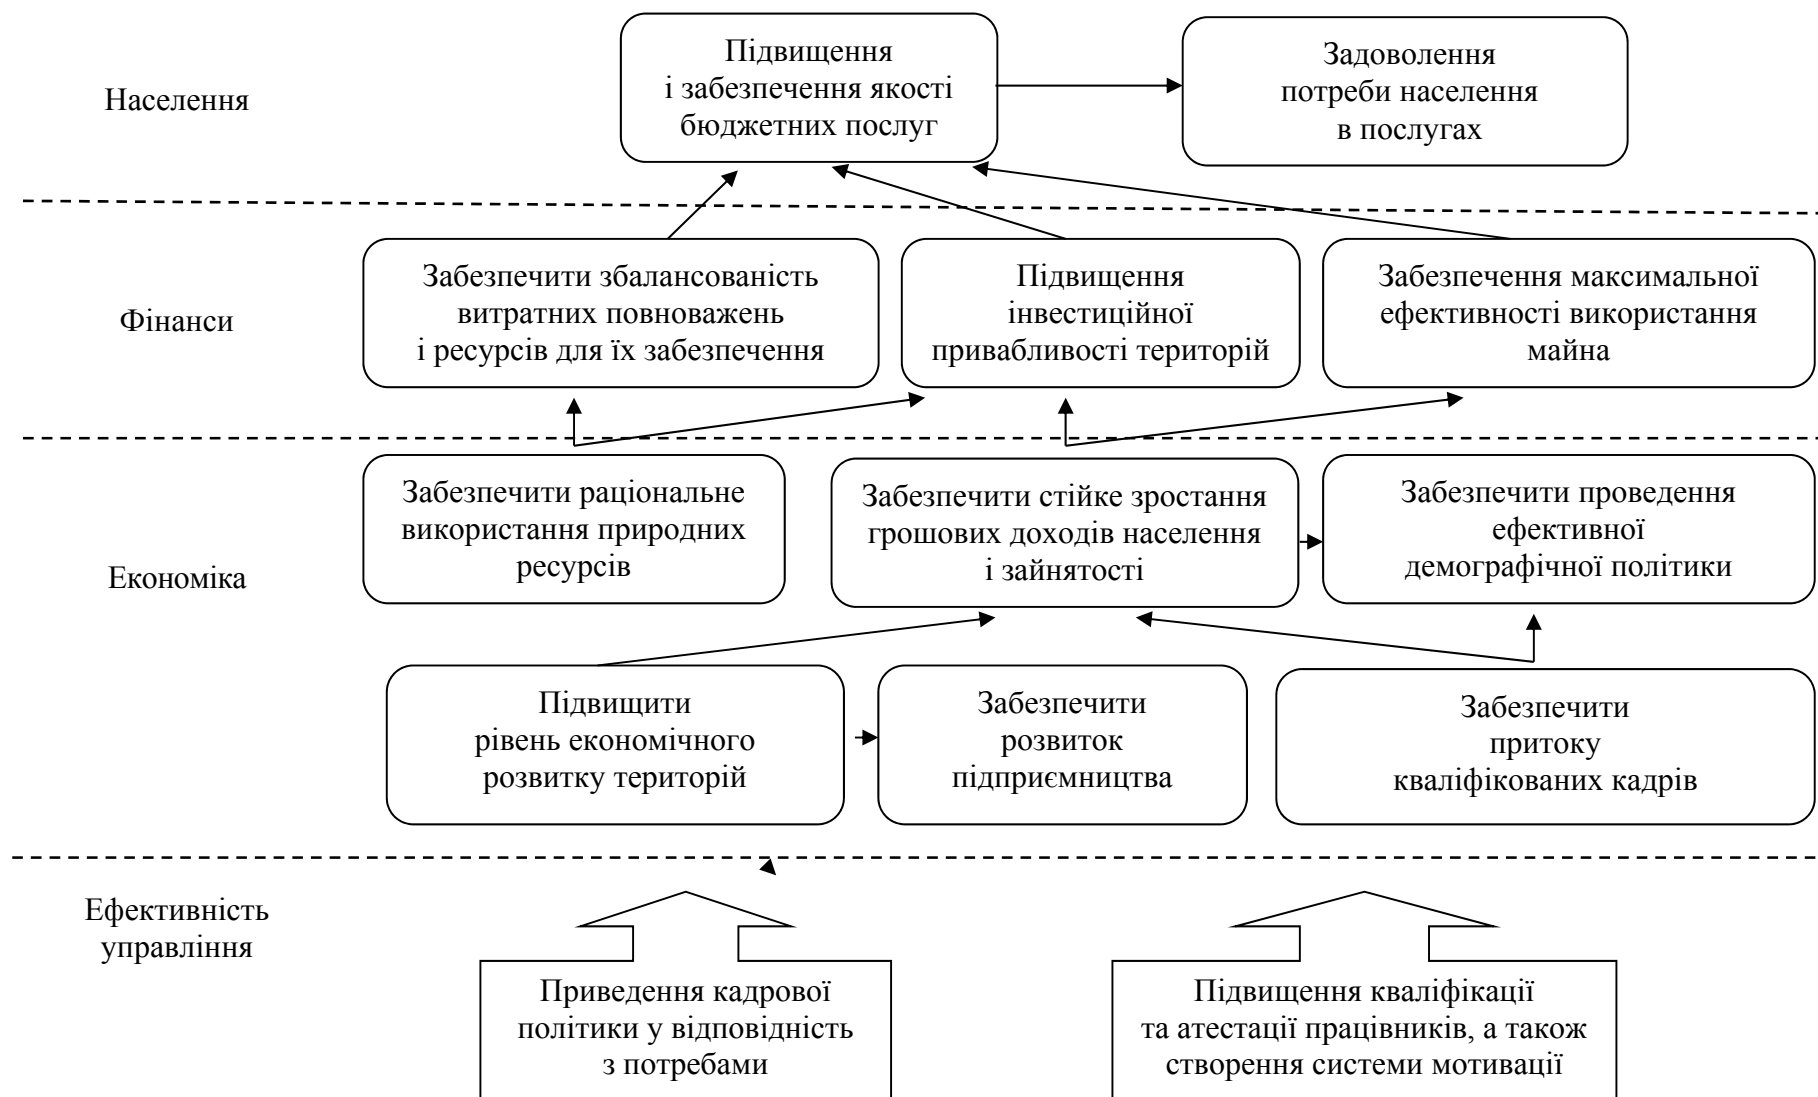 Населення
Підвищення
і забезпечення якості
бюджетних послуг
Задоволення
потреби населення
в послугах
Фінанси
Забезпечити збалансованість
витратних повноважень
і ресурсів для їх забезпечення
Підвищення
інвестиційної
привабливості територій
Забезпечення максимальної
ефективності використання
майна
Економіка
Забезпечити раціональне
використання природних
ресурсів
Забезпечити стійке зростання
грошових доходів населення
і зайнятості
Забезпечити проведення
ефективної
демографічної політики
Підвищити
рівень економічного
розвитку територій
Забезпечити
розвиток
підприємництва
Забезпечити
притоку
кваліфікованих кадрів
Ефективність
управління
Приведення кадрової
політики у відповідність
з потребами
Підвищення кваліфікації
та атестації працівників, а також
створення системи мотивації